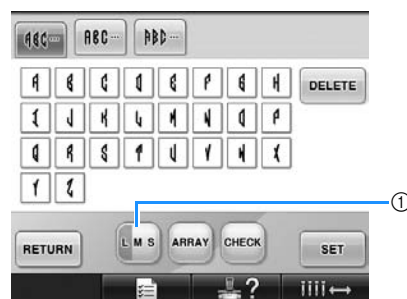 ABC… ABC… ABC…
A B C D E F G H DELETE
I J K L M N O P
Q R S T U V W X
Y Z
①
RETURN L M S ARRAY CHECK SET
?